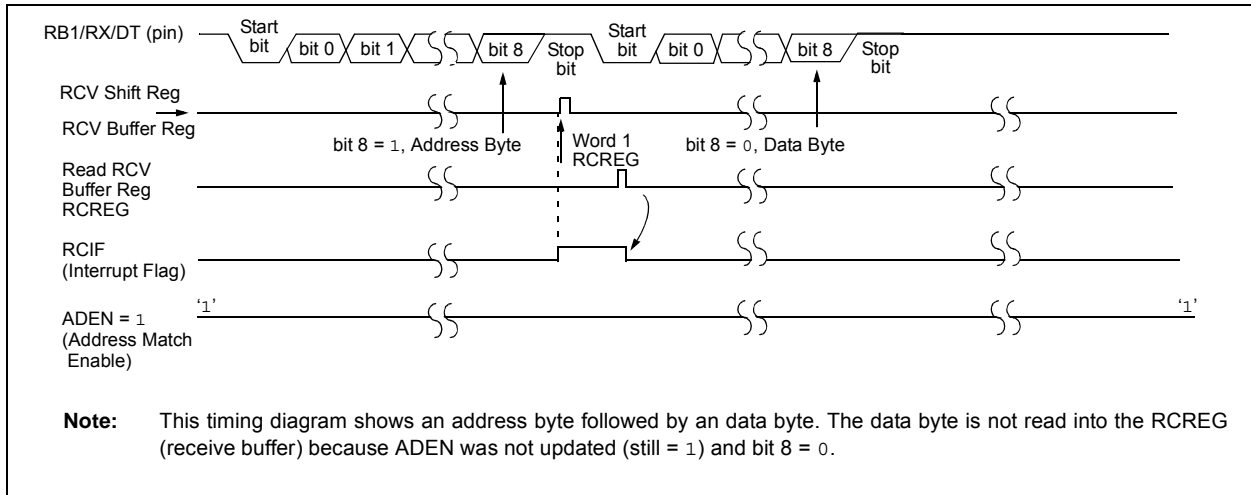 RB1/RX/DT (pin)
Start
bit
bit 0
bit 1
bit 8
Stop
bit
Start
bit
bit 0
bit 8
Stop
bit
RCV Shift Reg
RCV Buffer Reg
bit 8 = 1, Address Byte
Word 1
RCREG
bit 8 = 0, Data Byte
Read RCV
Buffer Reg
RCREG
RCIF
(Interrupt Flag)
ADEN = 1
(Address Match
Enable)
‘1’
‘1’
Note: This timing diagram shows an address byte followed by an data byte. The data byte is not read into the RCREG
(receive buffer) because ADEN was not updated (still = 1) and bit 8 = 0.